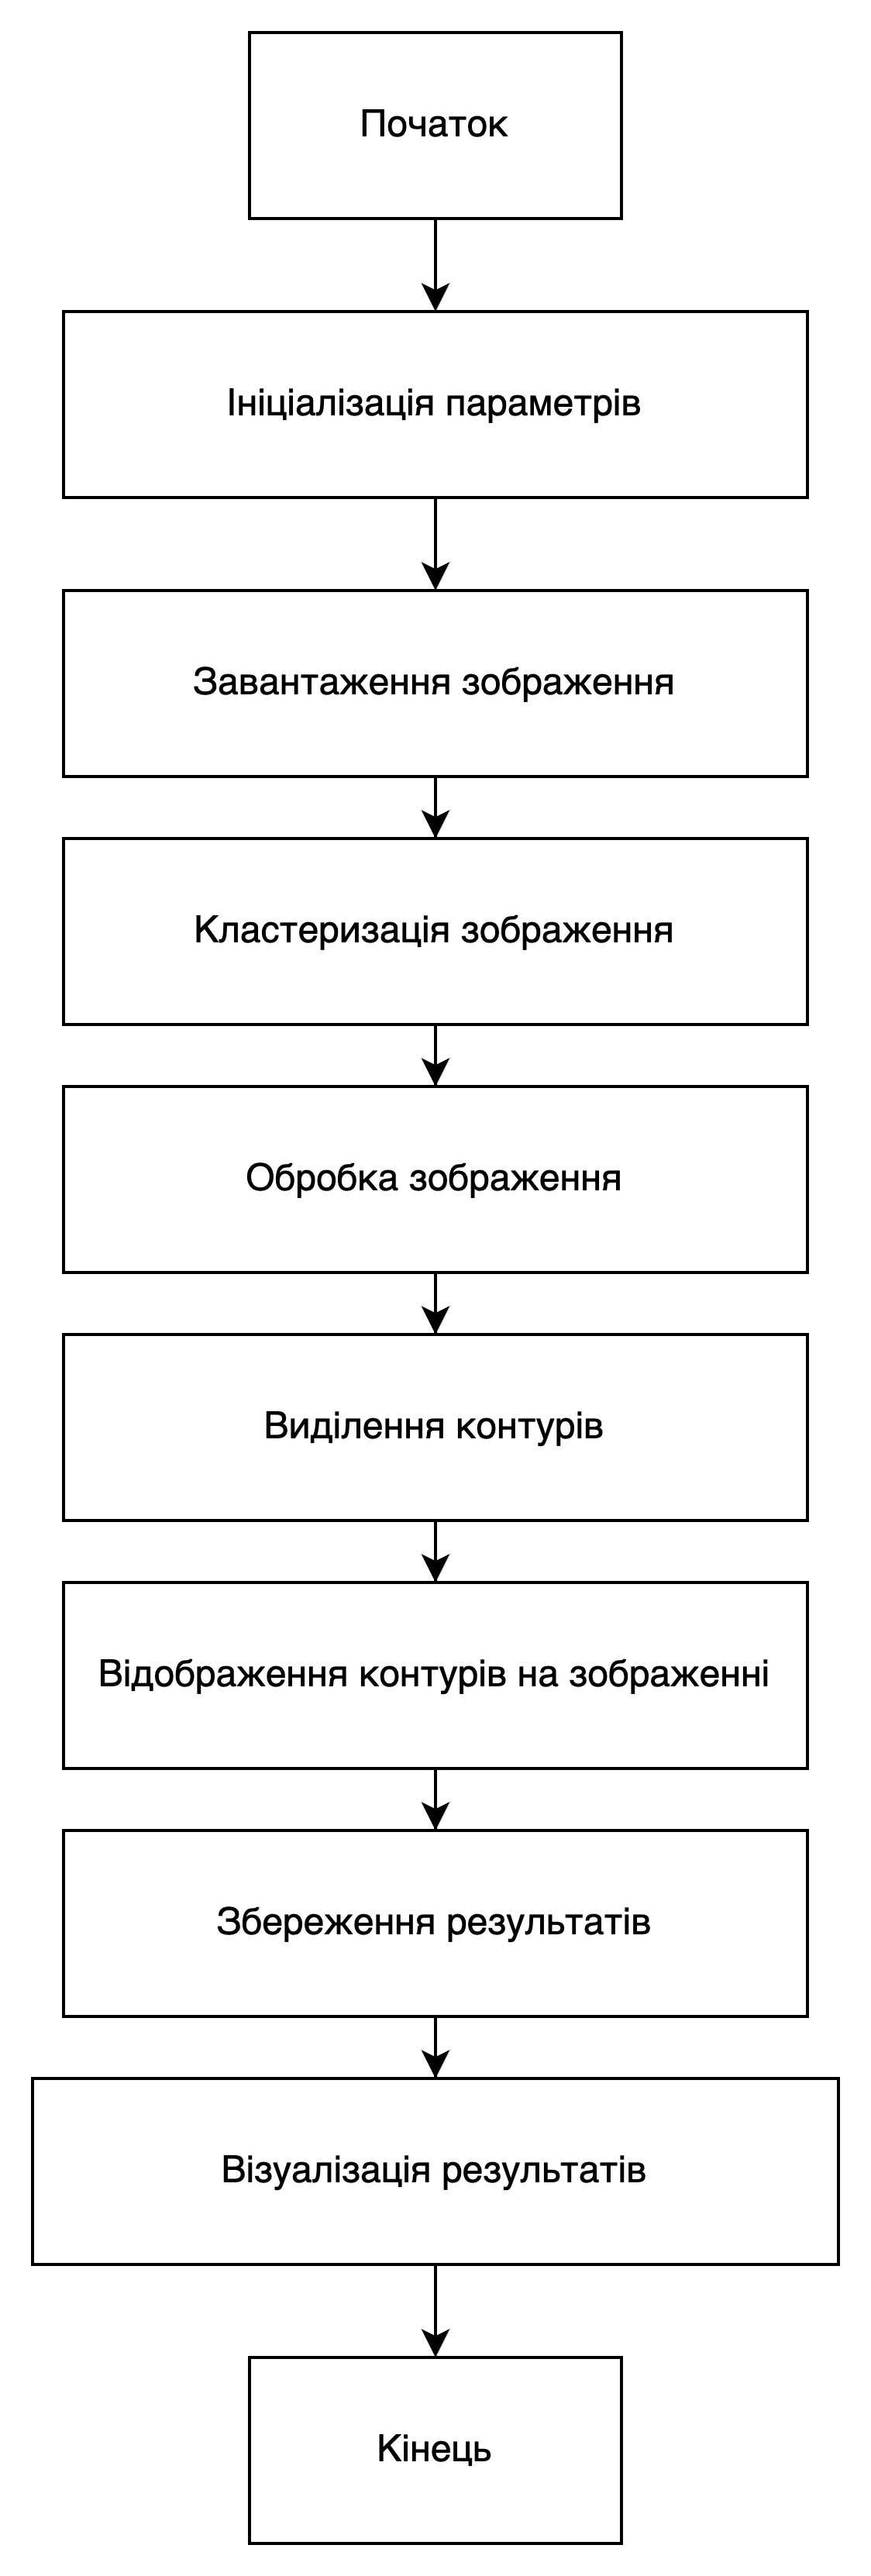 Початок
Ініціалізація параметрів
Завантаження зображення
Кластеризація зображення
Обробка зображення
Виділення контурів
Відображення контурів на зображенні
Збереження результатів
Візуалізація результатів
Кінець